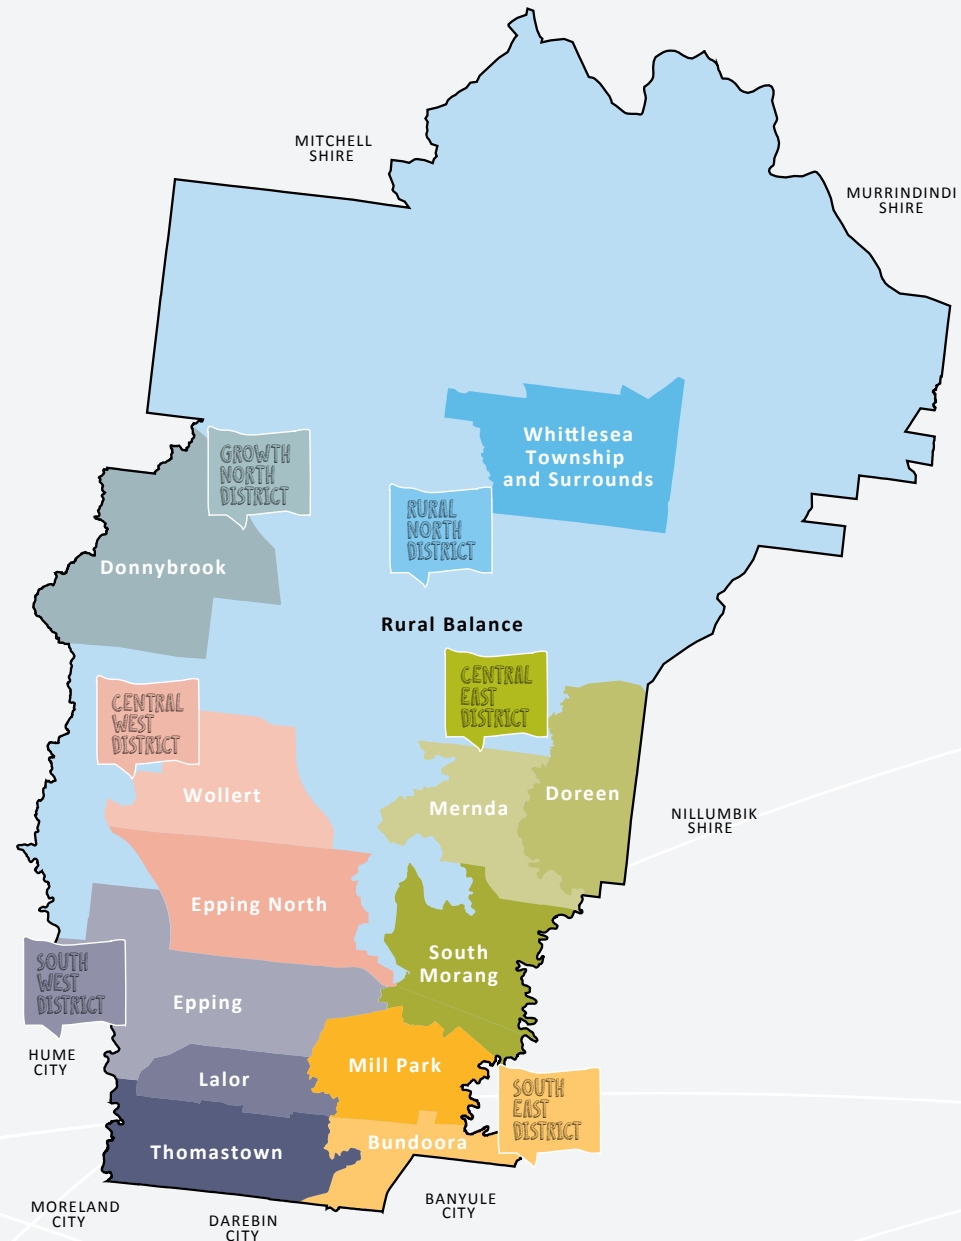 MITCHELL
SHIRE
MURRINDINDI
SHIRE
Whittlesea
Township
and Surrounds
GROWTH
NORTH
DISTRICT
RURAL
NORTH
DISTRICT
Donnybrook
Rural Balance
CENTRAL
EAST
DISTRICT
CENTRAL
WEST
DISTRICT
Wollert
Mernda
Doreen
NILLUMBIK
SHIRE
Epping North
South
Morang
SOUTH
WEST
DISTRICT
Epping
HUME
CITY
Mill Park
Lalor
SOUTH
EAST
DISTRICT
Bundoora
Thomastown
MORELAND
CITY
DAREBIN
CITY
BANYULE
CITY